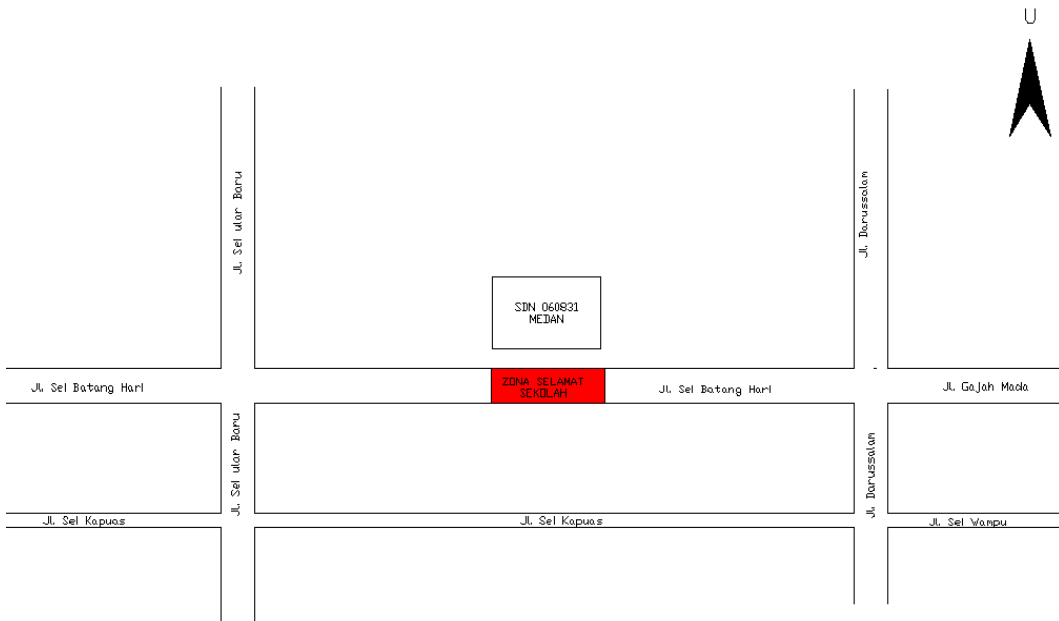 U
Jl. Sei ular Baru
Jl. Darussalam
SDN 060831
MEDAN
Jl. Sei Batang Hari
ZONA SELAMAT
SEKOLAH
Jl. Sei Batang Hari
Jl. Gajah Mada
Jl. Sei ular Baru
Jl. Darussalam
Jl. Sei Kapuas
Jl. Sei Kapuas
Jl. Sei Wampu